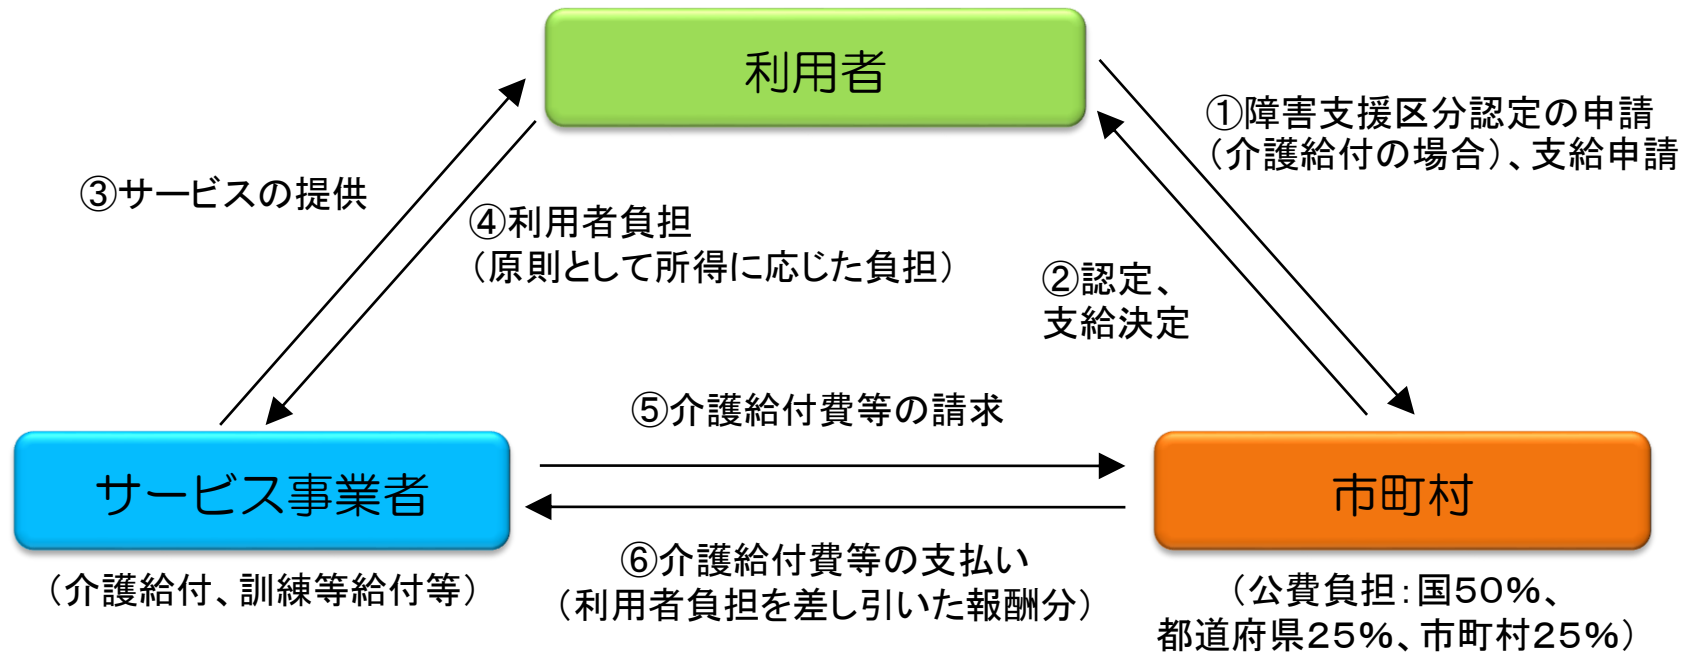 利用者
①障害支援区分認定の申請
（介護給付の場合）、支給申請
③サービスの提供
④利用者負担
（原則として所得に応じた負担）
②認定、
支給決定
⑤介護給付費等の請求
サービス事業者
市町村
⑥介護給付費等の支払い
（利用者負担を差し引いた報酬分）
（介護給付、訓練等給付等）
（公費負担：国50％、
都道府県25％、市町村25％）